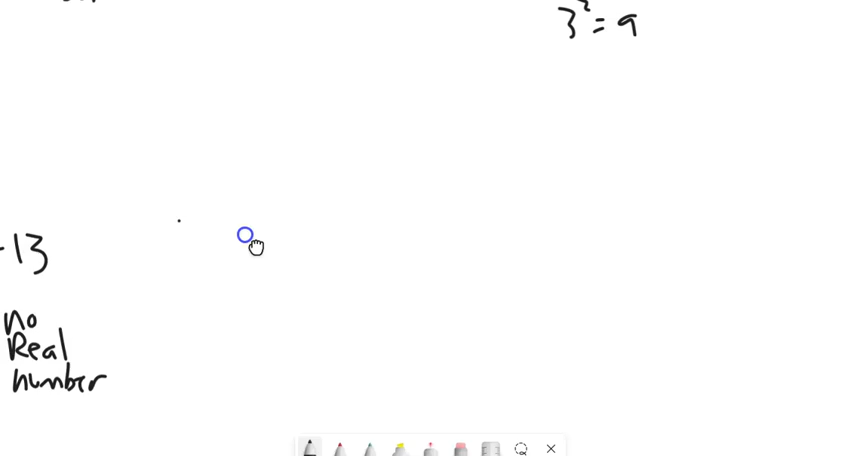 3² = 9
-13
no
Real
number